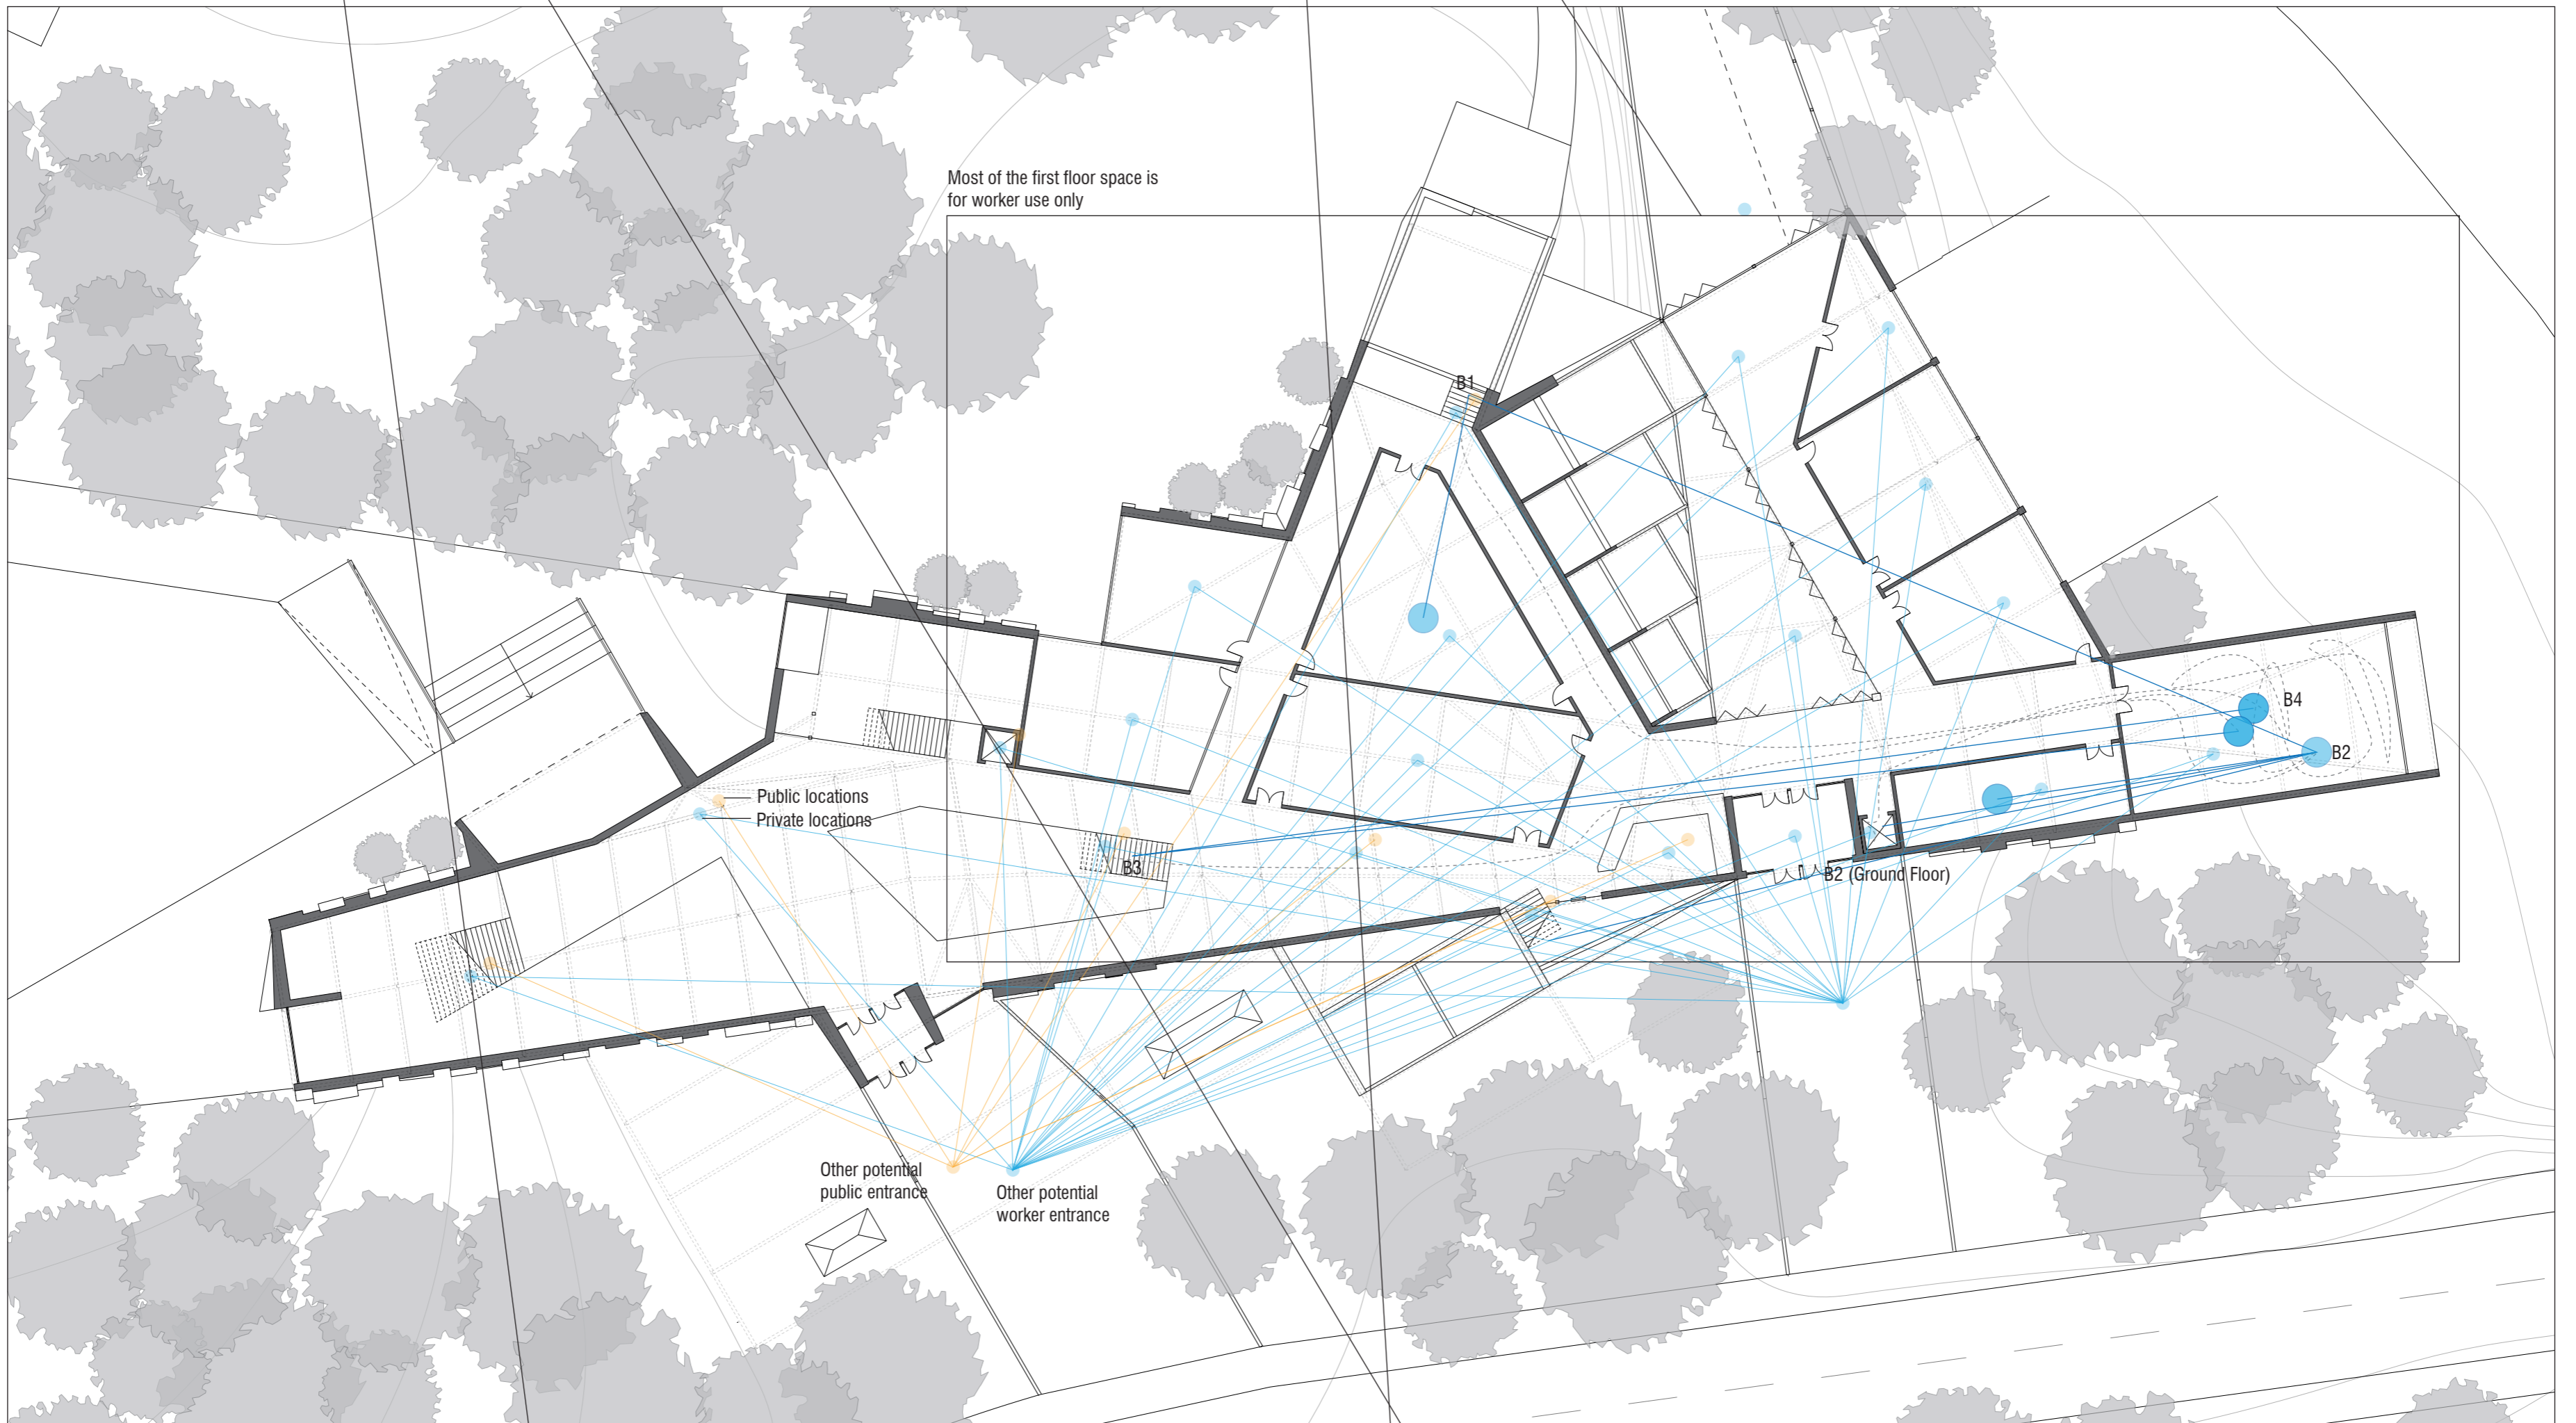 Most of the first floor space is
for worker use only
B1
B4
B2
Public locations
Private locations
B3
B2 (Ground Floor)
Other potential
public entrance
Other potential
worker entrance